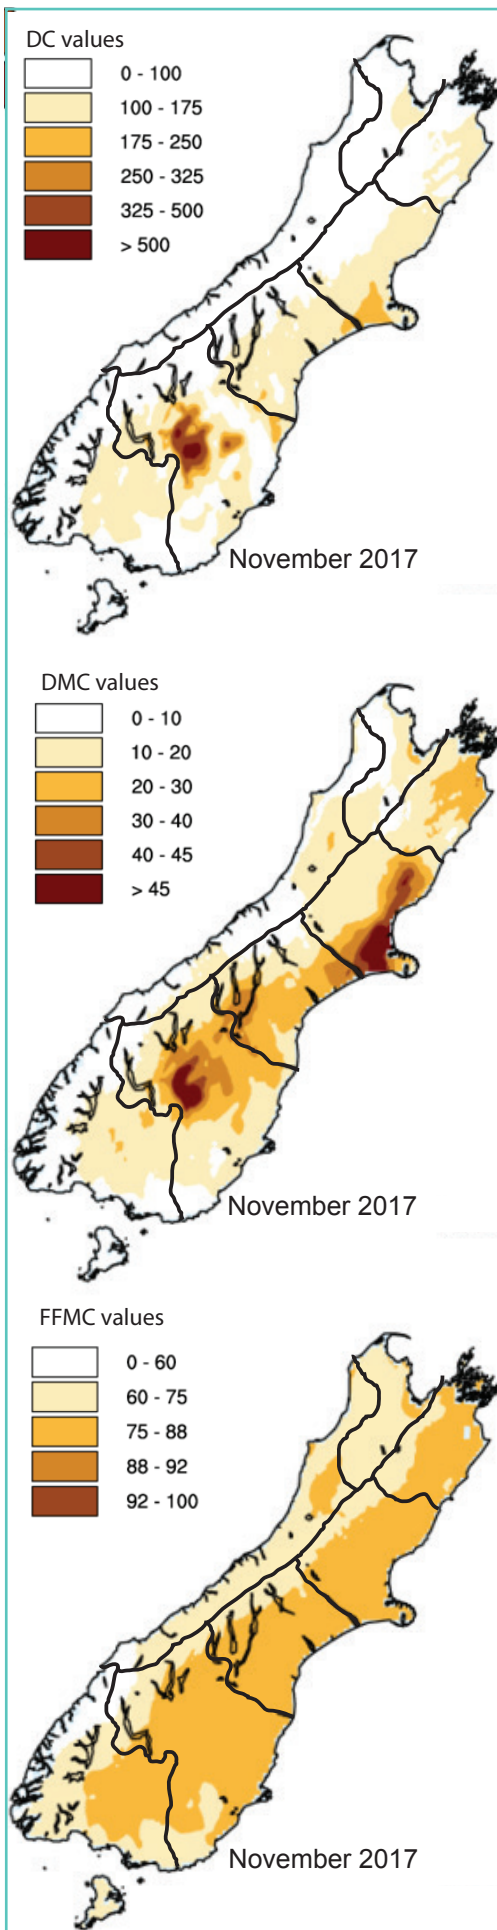 DC values
0 - 100
100 - 175
175 - 250
250 - 325
325 - 500
> 500
November 2017
DMC values
0 - 10
10 - 20
20 - 30
30 - 40
40 - 45
> 45
November 2017
FFMC values
0 - 60
60 - 75
75 - 88
88 - 92
92 - 100
November 2017